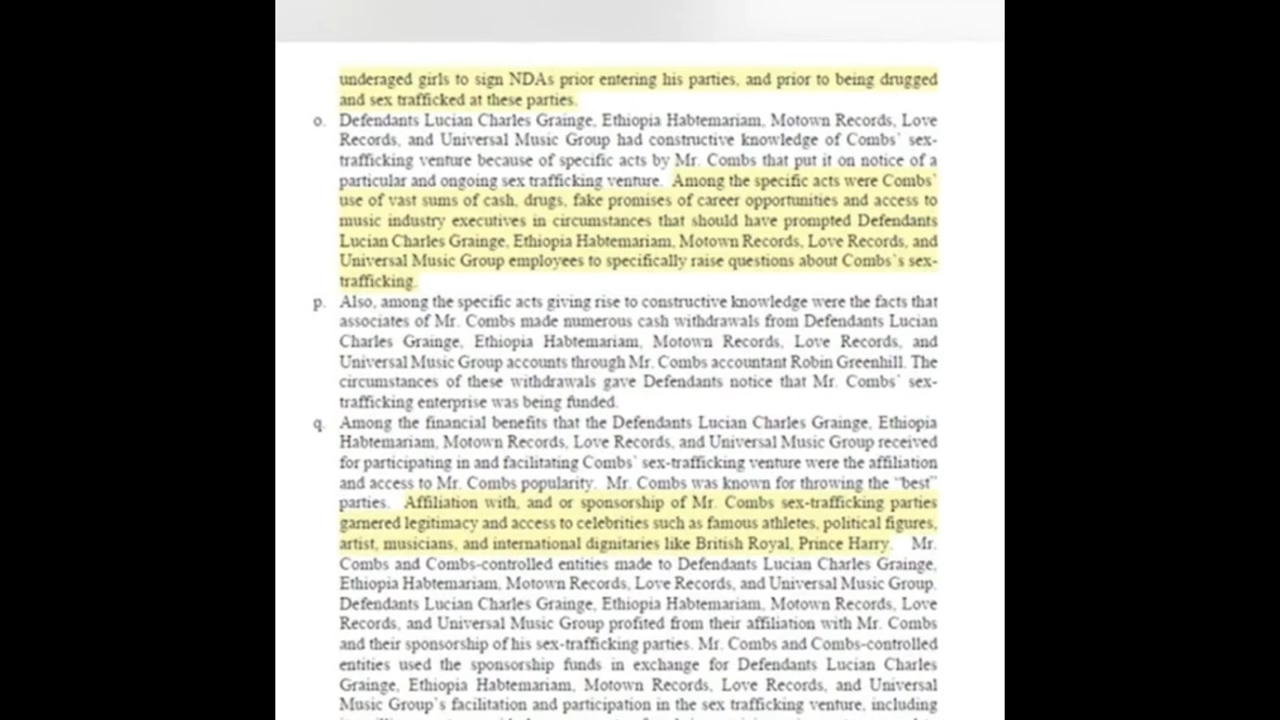 underaged girls to sign NDAs prior entering his parties, and prior to being drugged
and sex trafficked at these parties.
o. Defendants Lucian Charles Grainge, Ethiopia Habtemariam, Motown Records, Love
Records, and Universal Music Group had constructive knowledge of Combs' sex-
trafficking venture because of specific acts by Mr. Combs that put it on notice of a
particular and ongoing sex trafficking venture. Among the specific acts were Combs'
use of vast sums of cash, drugs, fake promises of career opportunities and access to
music industry executives in circumstances that should have prompted Defendants
Lucian Charles Grainge, Ethiopia Habtemariam, Motown Records, Love Records, and
Universal Music Group employees to specifically raise questions about Combs's sex-
trafficking.
p. Also, among the specific acts giving rise to constructive knowledge were the facts that
associates of Mr. Combs made numerous cash withdrawals from Defendants Lucian
Charles Grainge, Ethiopia Habtemariam, Motown Records, Love Records, and
Universal Music Group accounts through Mr. Combs accountant Robin Greenhill. The
circumstances of these withdrawals gave Defendants notice that Mr. Combs' sex-
trafficking enterprise was being funded.
q. Among the financial benefits that the Defendants Lucian Charles Grainge, Ethiopia
Habtemariam, Motown Records, Love Records, and Universal Music Group received
for participating in and facilitating Combs' sex-trafficking venture were the affiliation
and access to Mr. Combs popularity. Mr. Combs was known for throwing the "best"
parties. Affiliation with, and or sponsorship of Mr. Combs sex-trafficking parties
garnered legitimacy and access to celebrities such as famous athletes, political figures,
artist, musicians, and international dignitaries like British Royal, Prince Harry. Mr.
Combs and Combs-controlled entities made to Defendants Lucian Charles Grainge,
Ethiopia Habtemariam, Motown Records, Love Records, and Universal Music Group.
Defendants Lucian Charles Grainge, Ethiopia Habtemariam, Motown Records, Love
Records, and Universal Music Group profited from their affiliation with Mr. Combs
and their sponsorship of his sex-trafficking parties. Mr. Combs and Combs-controlled
entities used the sponsorship funds in exchange for Defendants Lucian Charles
Grainge, Ethiopia Habtemariam, Motown Records, Love Records, and Universal
Music Group's facilitation and participation in the sex trafficking venture, including